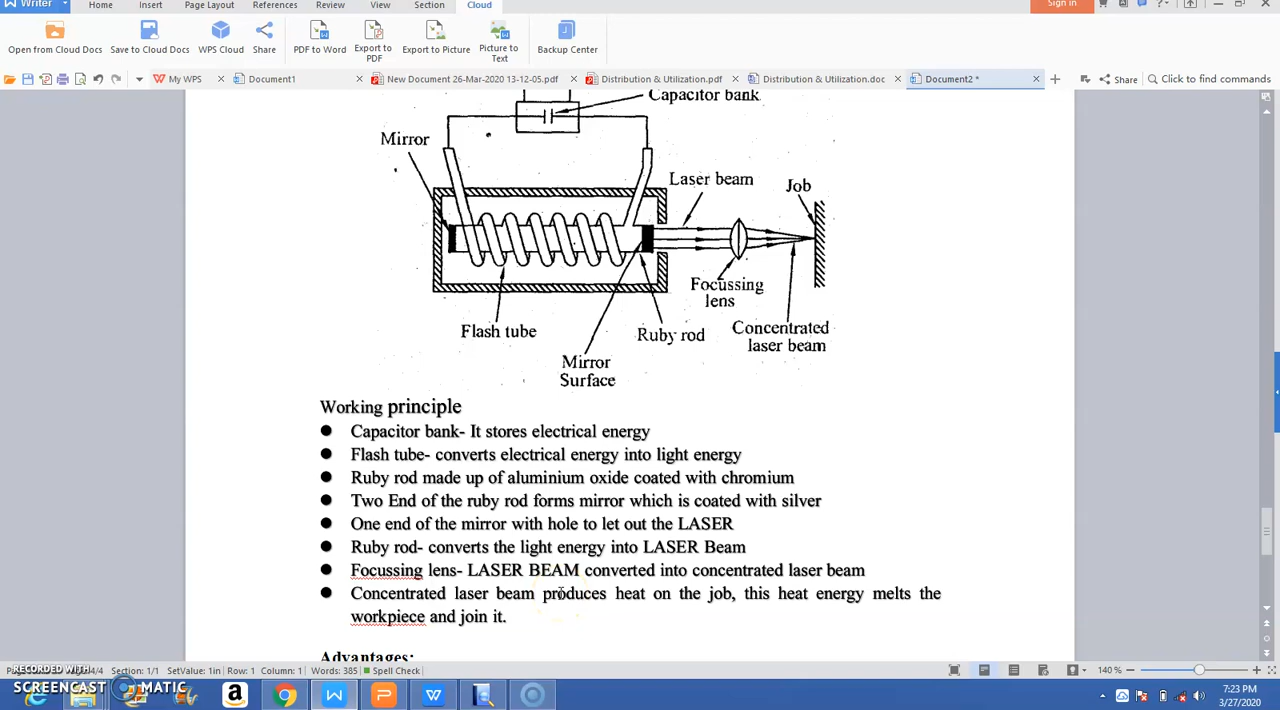 Writer Home Insert Page Layout References Review View Section Cloud Sign in
Open from Cloud Docs Save to Cloud Docs WPS Cloud Share PDF to Word Export to PDF Export to Picture Picture to Text Backup Center
My WPS Document1 New Document 26-Mar-2020 13-12-05.pdf Distribution & Utilization.pdf Distribution & Utilization.doc Document2 * Share Click to find commands
Capacitor bank
Mirror
Laser beam
Job
Focussing
lens
Flash tube
Ruby rod
Concentrated
laser beam
Mirror
Surface
Working principle
● Capacitor bank- It stores electrical energy
● Flash tube- converts electrical energy into light energy
● Ruby rod made up of aluminium oxide coated with chromium
● Two End of the ruby rod forms mirror which is coated with silver
● One end of the mirror with hole to let out the LASER
● Ruby rod- converts the light energy into LASER Beam
● Focussing lens- LASER BEAM converted into concentrated laser beam
● Concentrated laser beam produces heat on the job, this heat energy melts the
workpiece and join it.
Advantages:
4/4 Section: 1/1 SetValue: 1in Row: 1 Column: 1 Words: 385 Spell Check 140 %
RECORDED WITH
SCREENCAST MATIC
7:23 PM
3/27/2020